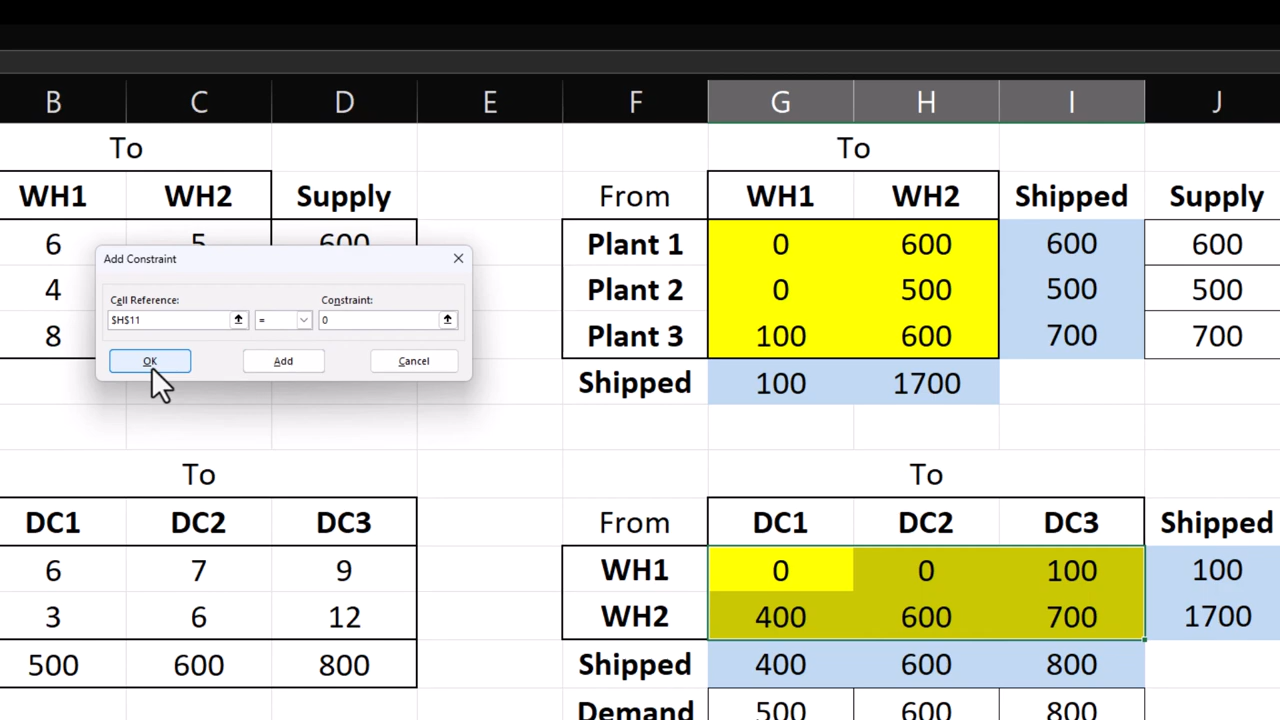 B C D E F G H I J
To To
WH1 WH2 Supply From WH1 WH2 Shipped Supply
6 5 600 Plant 1 0 600 600 600
Add Constraint
4 Plant 2 0 500 500 500
Cell Reference: Constraint:
$H$11 = 0
8 Plant 3 100 600 700 700
OK Add Cancel
Shipped 100 1700
To To
DC1 DC2 DC3 From DC1 DC2 DC3 Shipped
6 7 9 WH1 0 0 100 100
3 6 12 WH2 400 600 700 1700
500 600 800 Shipped 400 600 800
Demand 500 600 800